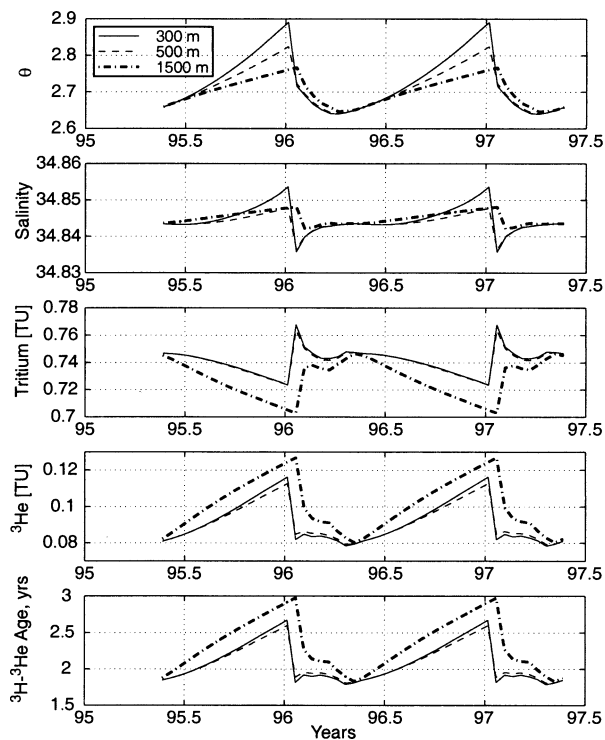 2.9
2.8
2.7
2.6
θ
300 m
500 m
1500 m
95 95.5 96 96.5 97 97.5
34.86
34.85
34.84
34.83
Salinity
95 95.5 96 96.5 97 97.5
0.78
0.76
0.74
0.72
0.7
Tritium [TU]
95 95.5 96 96.5 97 97.5
0.12
0.1
0.08
³He [TU]
95 95.5 96 96.5 97 97.5
3
2.5
2
1.5
³H-³He Age, yrs
95 95.5 96 96.5 97 97.5
Years